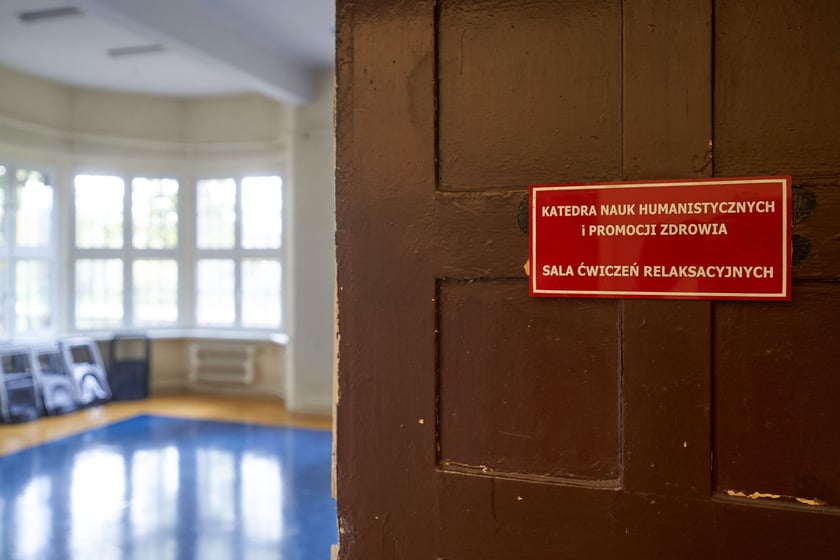 KATEDRA NAUK HUMANISTYCZNYCH
i PROMOCJI ZDROWIA
SALA ĆWICZEŃ RELAKSACYJNYCH